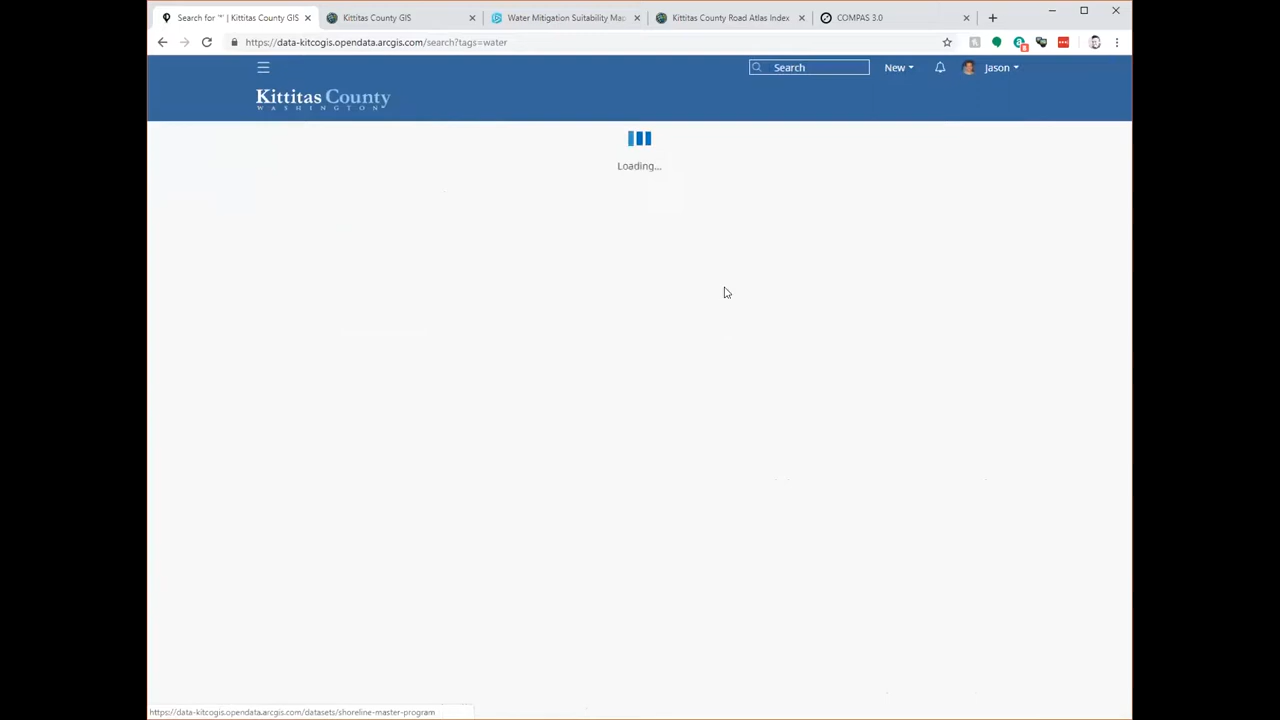 Search for '*' | Kittitas County GIS
Kittitas County GIS
Water Mitigation Suitability Map
Kittitas County Road Atlas Index
COMPAS 3.0
https://data-kitcogis.opendata.arcgis.com/search?tags=water
8
Search
New
Jason
Kittitas County
WASHINGTON
Loading...
https://data-kitcogis.opendata.arcgis.com/datasets/shoreline-master-program